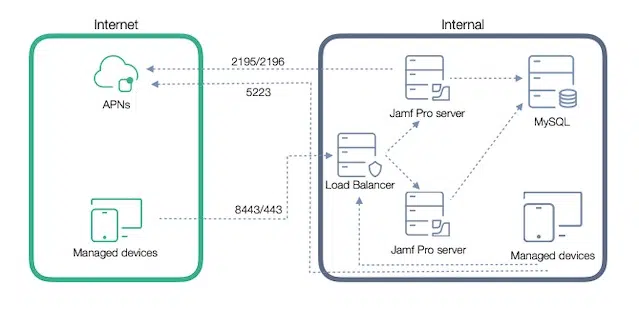 Internet
Internal
2195/2196
APNs
5223
Jamf Pro server
MySQL
Load Balancer
8443/443
Managed devices
Jamf Pro server
Managed devices